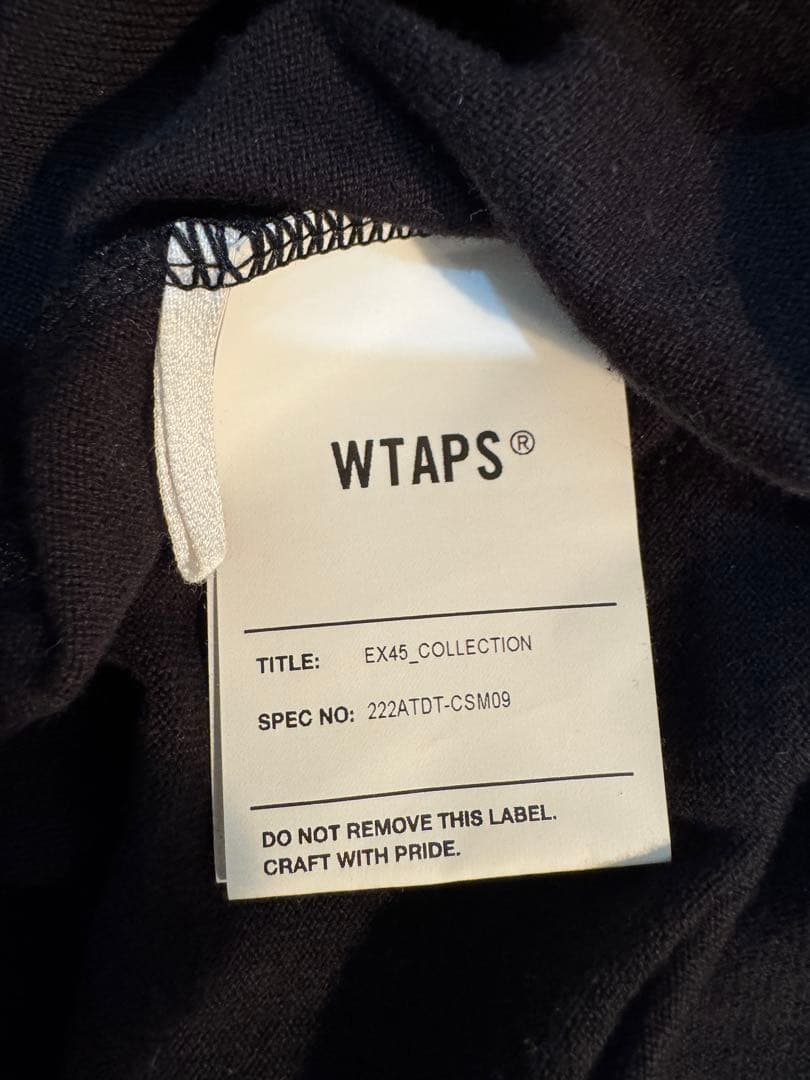 WTAPS®
TITLE: EX45_COLLECTION
SPEC NO: 222ATDT-CSM09
DO NOT REMOVE THIS LABEL.
CRAFT WITH PRIDE.